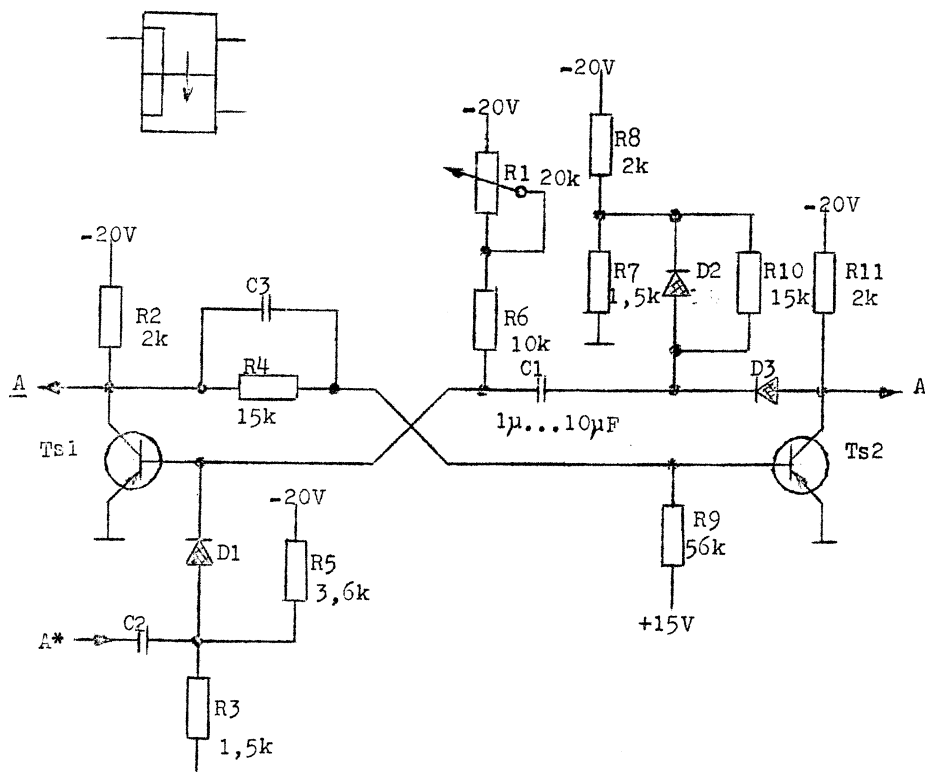 -20V
-20V
R8
2k
R1
20k
-20V
-20V
C3
R2
2k
R6
10k
R7
1,5k
D2
R10
15k
R11
2k
A
R4
15k
C1
1µ...10µF
D3
A
Ts1
Ts2
-20V
D1
R5
3,6k
R9
56k
+15V
A*
C2
R3
1,5k